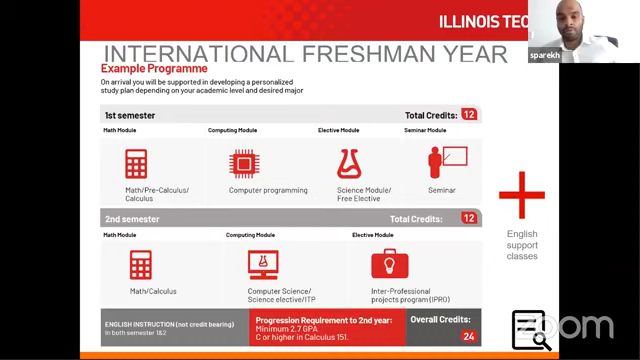 ILLINOIS TEC
sparekh
INTERNATIONAL FRESHMAN YEAR
Example Programme
On arrival you will be supported in developing a personalized
study plan depending on your academic level and desired major
1st semester Total Credits: 12
Math Module Computing Module Elective Module Seminar Module
Math/Pre-Calculus/
Calculus
Computer programming
Science Module/
Free Elective
Seminar
2nd semester Total Credits: 12
Math Module Computing Module Elective Module
Math/Calculus
Computer Science/
Science elective/ITP
Inter-Professional
projects program (IPRO)
English
support
classes
ENGLISH INSTRUCTION (not credit bearing)
In both semester 1&2
Progression Requirement to 2nd year:
Minimum 2.7 GPA
C or higher in Calculus 151.
Overall Credits:
24
zoom